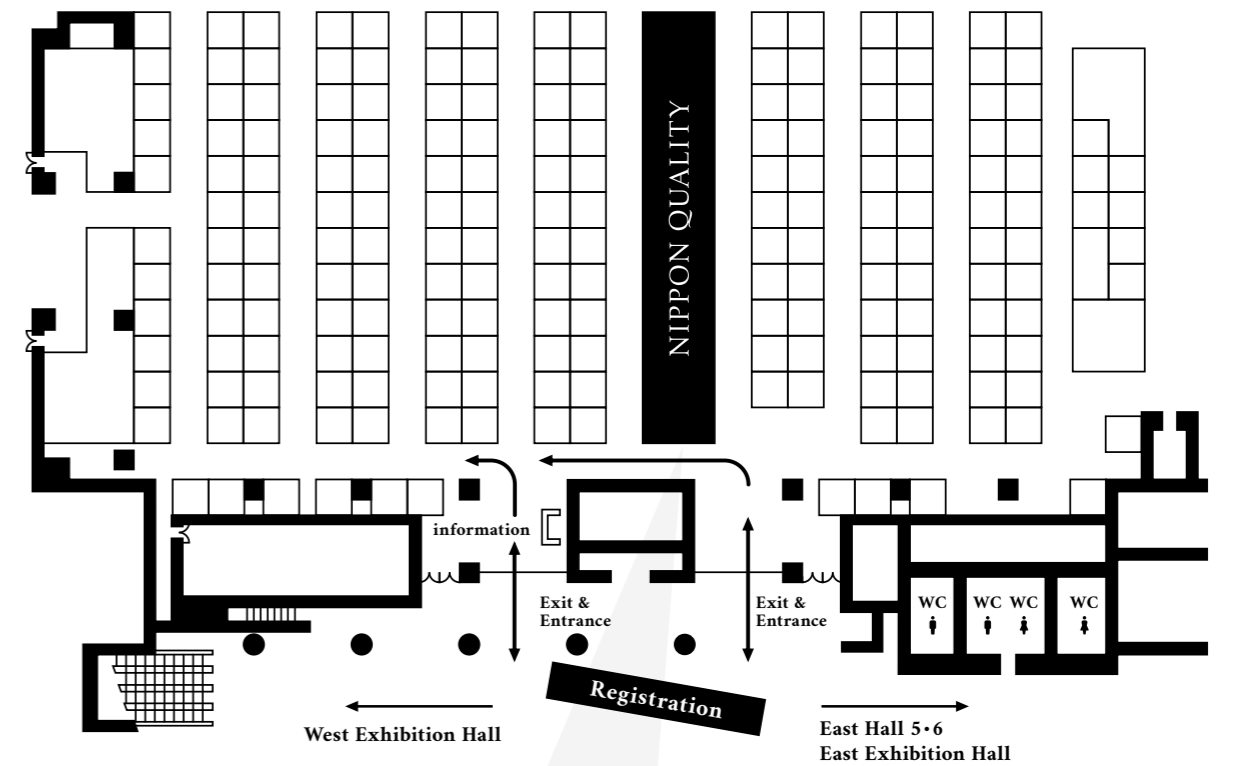 NIPPON QUALITY
information
Exit &
Entrance
Exit &
Entrance
WC
WC WC
WC
Registration
West Exhibition Hall
East Hall 5・6
East Exhibition Hall